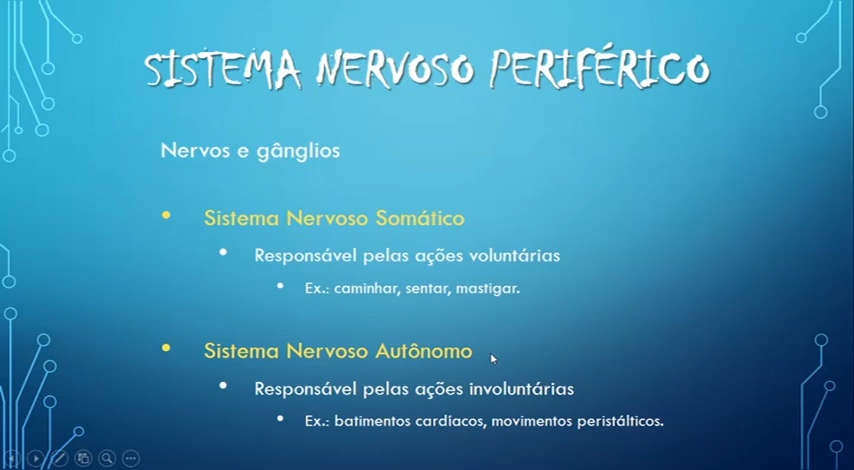 SISTEMA NERVOSO PERIFÉRICO
Nervos e gânglios
• Sistema Nervoso Somático
• Responsável pelas ações voluntárias
• Ex.: caminhar, sentar, mastigar.
• Sistema Nervoso Autônomo
• Responsável pelas ações involuntárias
• Ex.: batimentos cardíacos, movimentos peristálticos.